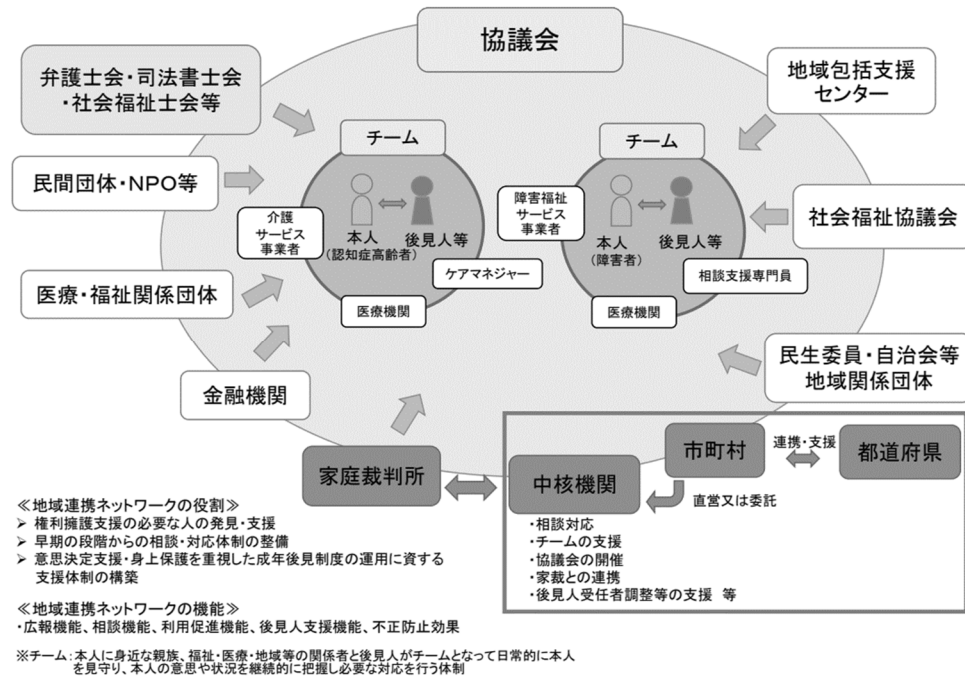 協議会
弁護士会・司法書士会
・社会福祉士会等
地域包括支援
センター
チーム
チーム
民間団体・NPO等
障害福祉
サービス
事業者
介護
サービス
事業者
本人
(認知症高齢者)
後見人等
本人
(障害者)
後見人等
社会福祉協議会
ケアマネジャー
相談支援専門員
医療・福祉関係団体
医療機関
医療機関
民生委員・自治会等
地域関係団体
金融機関
家庭裁判所
中核機関
市町村
連携・支援
都道府県
直営又は委託
・相談対応
・チームの支援
・協議会の開催
・家裁との連携
・後見人受任者調整等の支援 等
≪地域連携ネットワークの役割≫
➢ 権利擁護支援の必要な人の発見・支援
➢ 早期の段階からの相談・対応体制の整備
➢ 意思決定支援・身上保護を重視した成年後見制度の運用に資する
支援体制の構築
≪地域連携ネットワークの機能≫
・広報機能、相談機能、利用促進機能、後見人支援機能、不正防止効果
※チーム：本人に身近な親族、福祉・医療・地域等の関係者と後見人がチームとなって日常的に本人
を見守り、本人の意思や状況を継続的に把握し必要な対応を行う体制